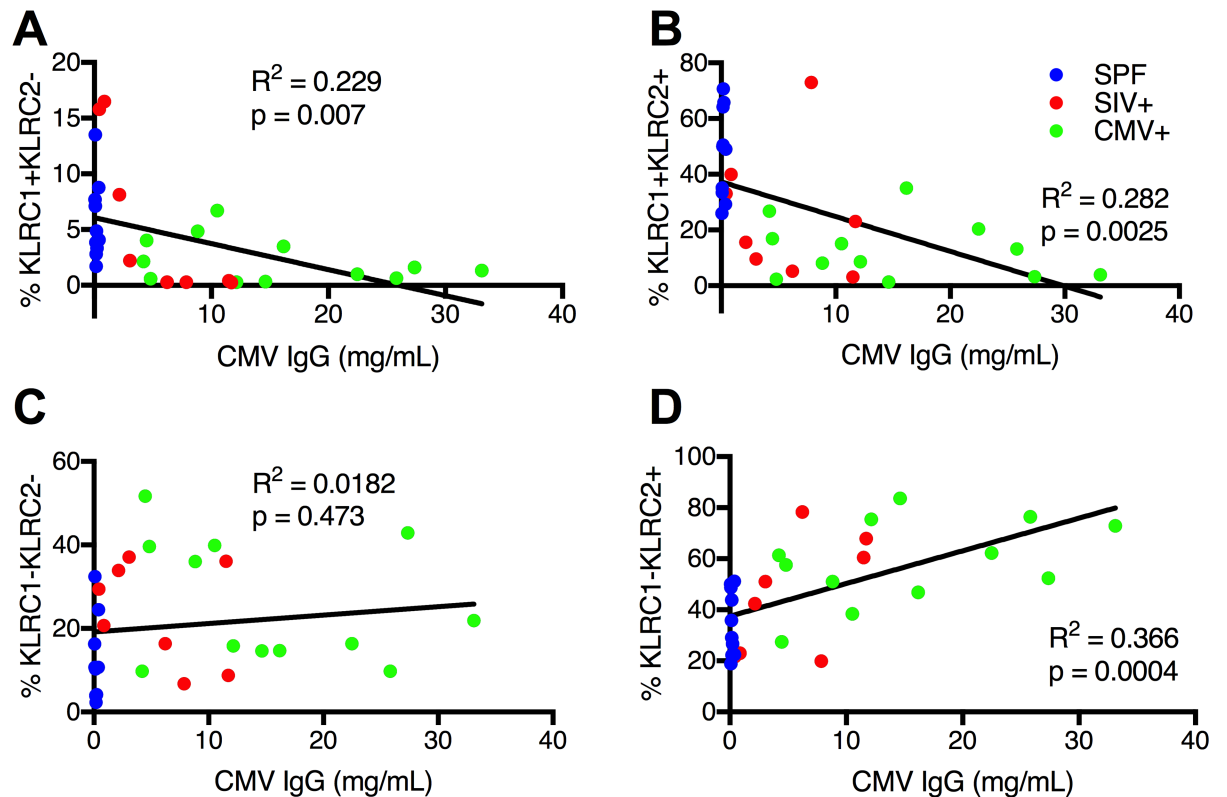 A
% KLRC1+KLRC2-
20
15
10
5
0
R² = 0.229
p = 0.007
10 20 30 40
CMV IgG (mg/mL)
B
% KLRC1+KLRC2+
80
60
40
20
0
SPF
SIV+
CMV+
R² = 0.282
p = 0.0025
10 20 30 40
CMV IgG (mg/mL)
C
% KLRC1-KLRC2-
60
40
20
0
R² = 0.0182
p = 0.473
0 10 20 30 40
CMV IgG (mg/mL)
D
% KLRC1-KLRC2+
100
80
60
40
20
0
R² = 0.366
p = 0.0004
0 10 20 30 40
CMV IgG (mg/mL)